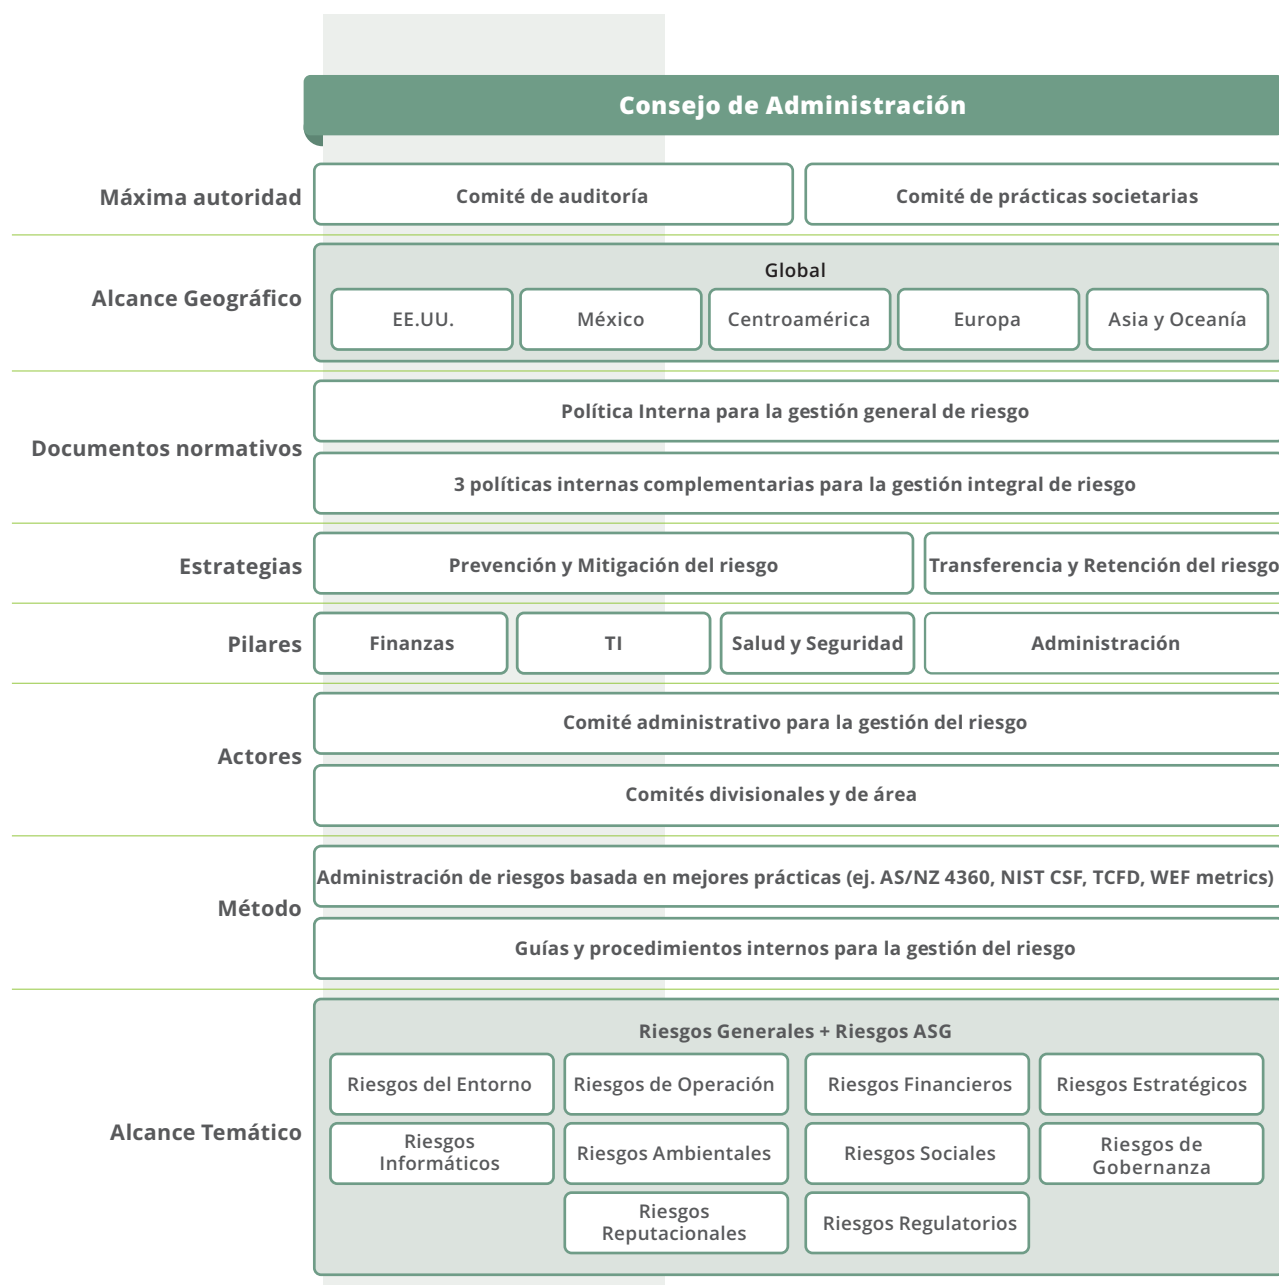 Consejo de Administración
Máxima autoridad
Comité de auditoría
Comité de prácticas societarias
Alcance Geográfico
Global
EE.UU.
México
Centroamérica
Europa
Asia y Oceanía
Documentos normativos
Política Interna para la gestión general de riesgo
3 políticas internas complementarias para la gestión integral de riesgo
Estrategias
Prevención y Mitigación del riesgo
Transferencia y Retención del riesgo
Pilares
Finanzas
TI
Salud y Seguridad
Administración
Actores
Comité administrativo para la gestión del riesgo
Comités divisionales y de área
Método
Administración de riesgos basada en mejores prácticas (ej. AS/NZ 4360, NIST CSF, TCFD, WEF metrics)
Guías y procedimientos internos para la gestión del riesgo
Alcance Temático
Riesgos Generales + Riesgos ASG
Riesgos del Entorno
Riesgos de Operación
Riesgos Financieros
Riesgos Estratégicos
Riesgos
Informáticos
Riesgos Ambientales
Riesgos Sociales
Riesgos de
Gobernanza
Riesgos
Reputacionales
Riesgos Regulatorios